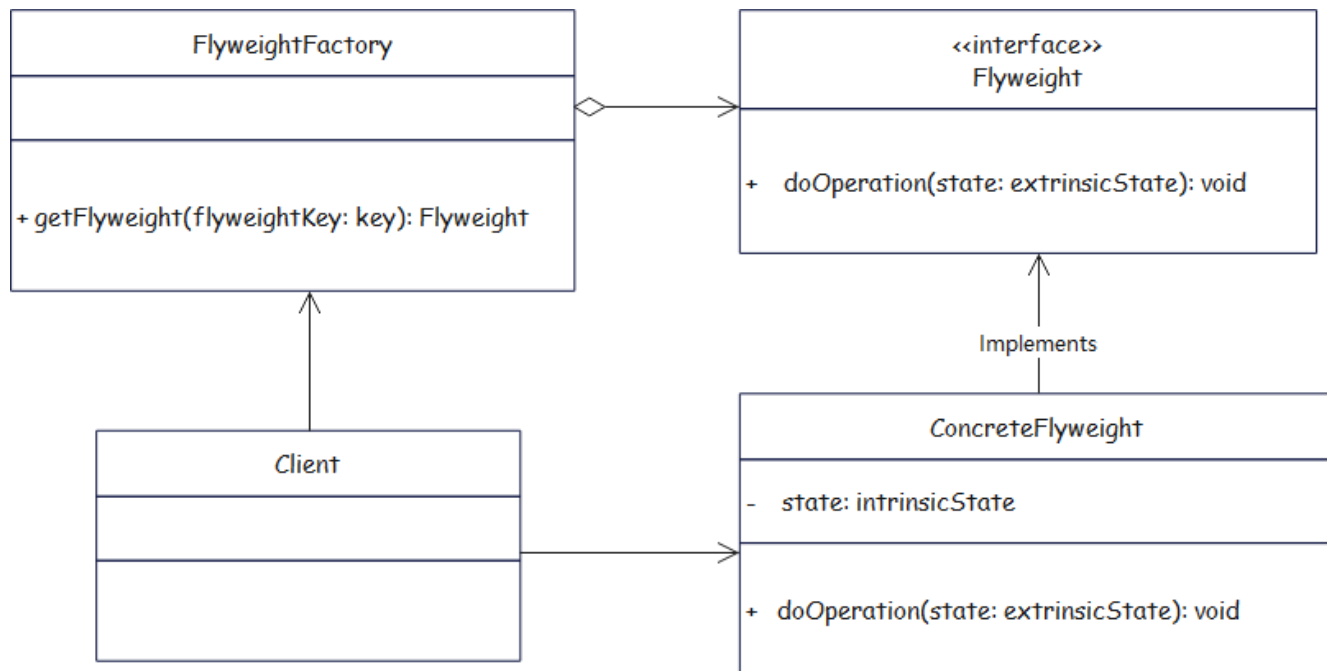 FlyweightFactory
+ getFlyweight(flyweightKey: key): Flyweight
<<interface>>
Flyweight
+ doOperation(state: extrinsicState): void
Implements
Client
ConcreteFlyweight
- state: intrinsicState
+ doOperation(state: extrinsicState): void